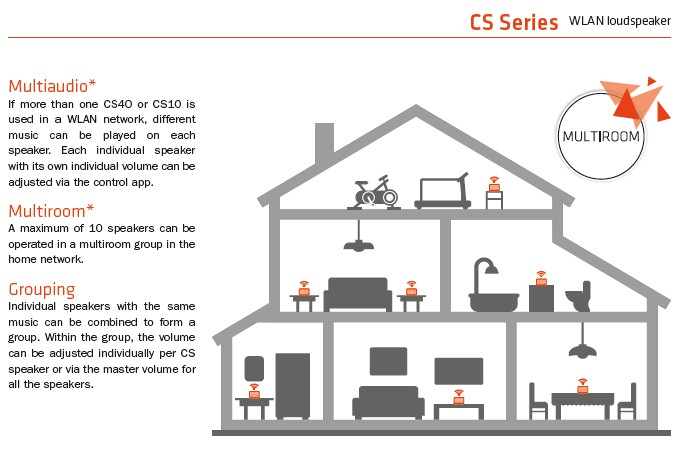 CS Series WLAN loudspeaker
Multiaudio*
If more than one CS40 or CS10 is
used in a WLAN network, different
music can be played on each
speaker. Each individual speaker
with its own individual volume can be
adjusted via the control app.
Multiroom*
A maximum of 10 speakers can be
operated in a multiroom group in the
home network.
Grouping
Individual speakers with the same
music can be combined to form a
group. Within the group, the volume
can be adjusted individually per CS
speaker or via the master volume for
all the speakers.
MULTIROOM